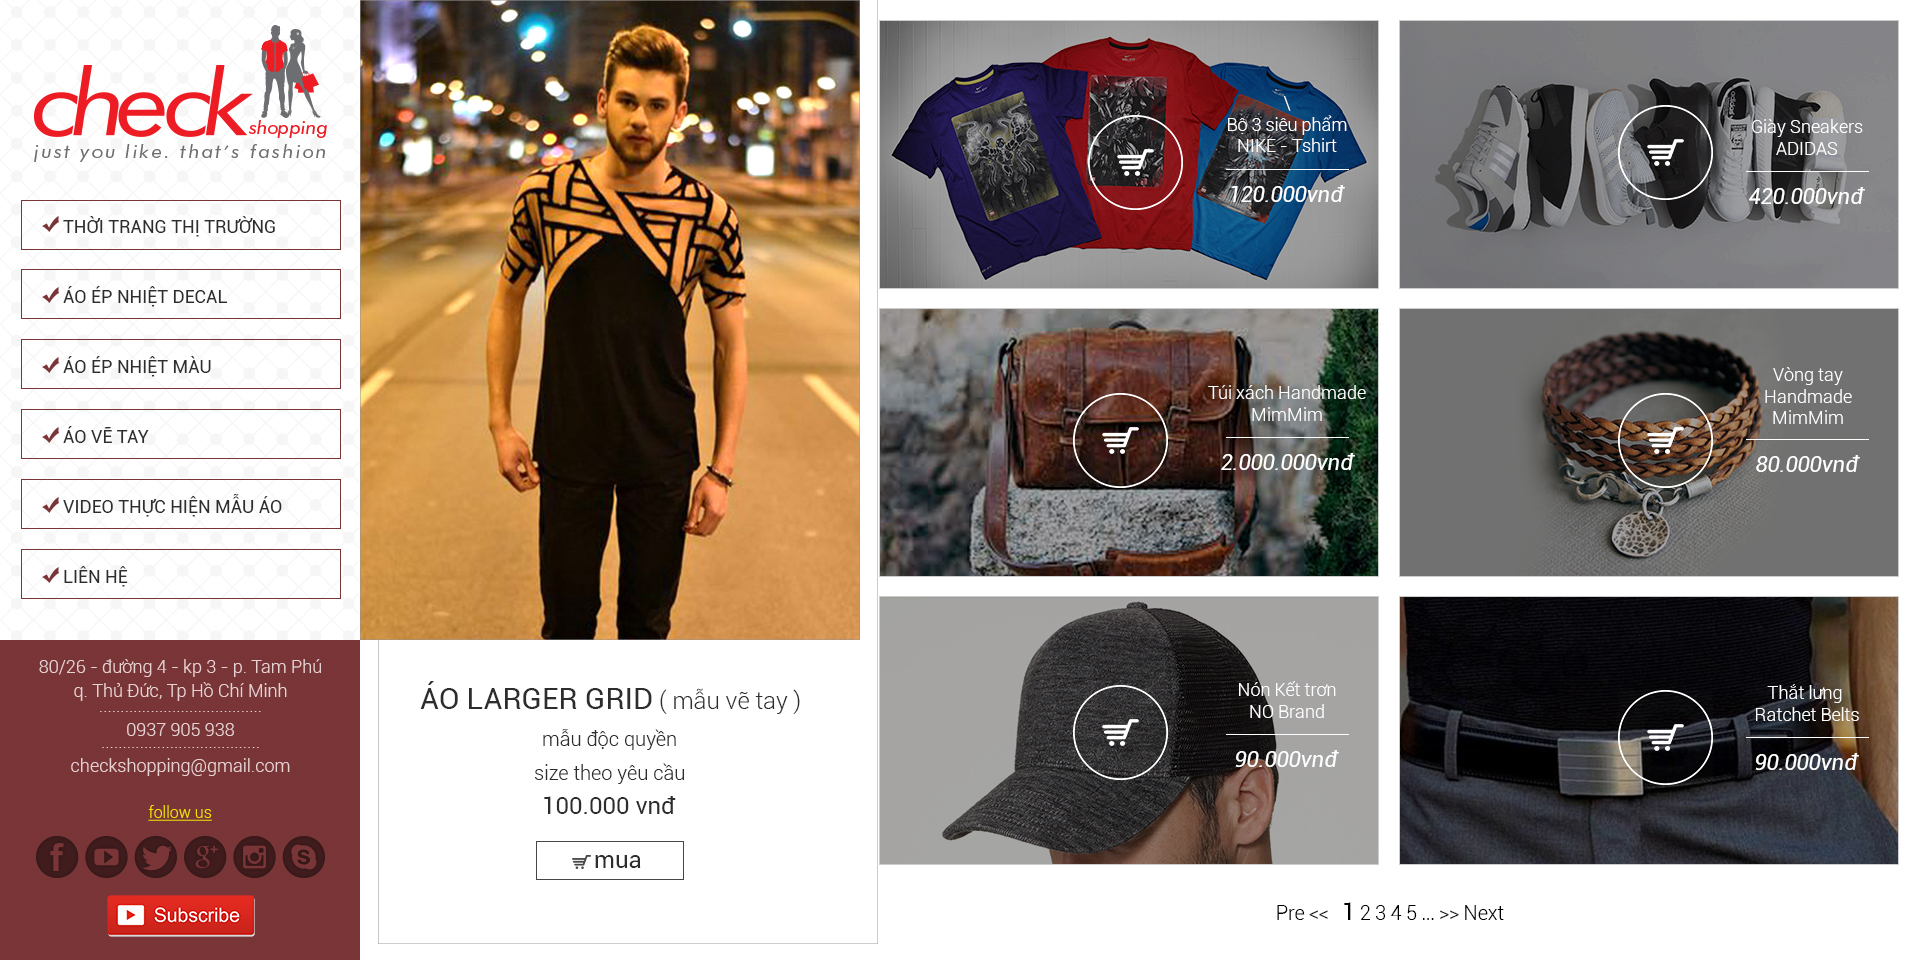 check
shopping
just you like. that's fashion
THỜI TRANG THỊ TRƯỜNG
ÁO ÉP NHIỆT DECAL
ÁO ÉP NHIỆT MÀU
ÁO VẼ TAY
VIDEO THỰC HIỆN MẪU ÁO
LIÊN HỆ
80/26 - đường 4 - kp 3 - p. Tam Phú
q. Thủ Đức, Tp Hồ Chí Minh
0937 905 938
checkshopping@gmail.com
follow us
Subscribe
ÁO LARGER GRID ( mẫu vẽ tay )
mẫu độc quyền
size theo yêu cầu
100.000 vnđ
mua
Bộ 3 siêu phẩm
NIKE - Tshirt
120.000vnđ
Giày Sneakers
ADIDAS
420.000vnđ
Túi xách Handmade
MimMim
2.000.000vnđ
Vòng tay
Handmade
MimMim
80.000vnđ
Nón Kết trơn
NO Brand
90.000vnđ
Thắt lưng
Ratchet Belts
90.000vnđ
Pre << 1 2 3 4 5 ... >> Next